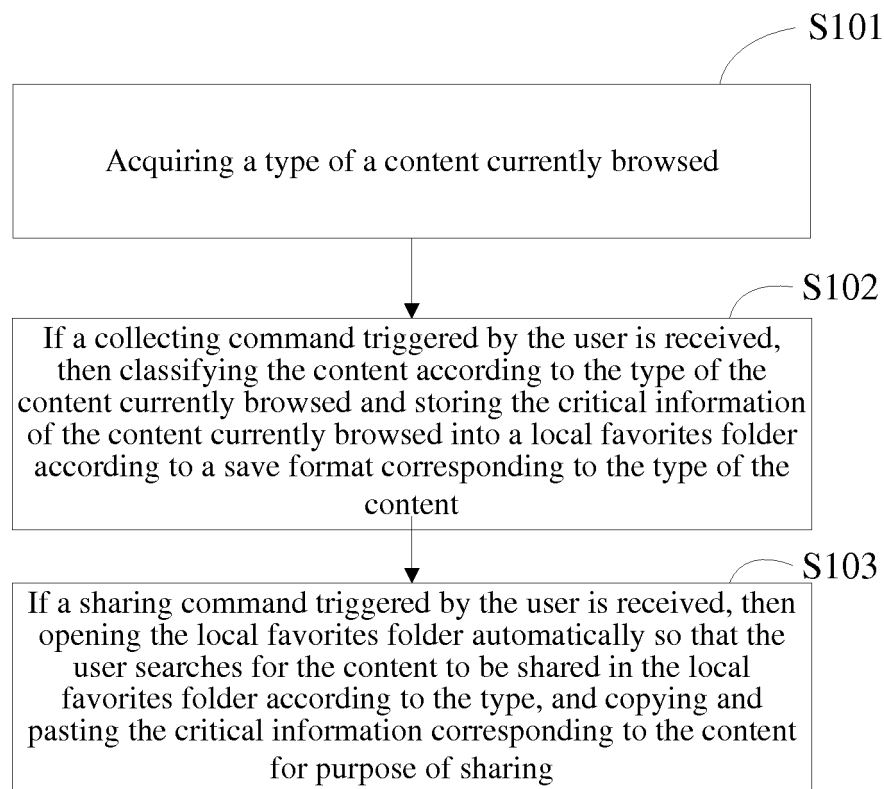 S101
Acquiring a type of a content currently browsed
S102
If a collecting command triggered by the user is received,
then classifying the content according to the type of the
content currently browsed and storing the critical information
of the content currently browsed into a local favorites folder
according to a save format corresponding to the type of the
content
S103
If a sharing command triggered by the user is received, then
opening the local favorites folder automatically so that the
user searches for the content to be shared in the local
favorites folder according to the type, and copying and
pasting the critical information corresponding to the content
for purpose of sharing